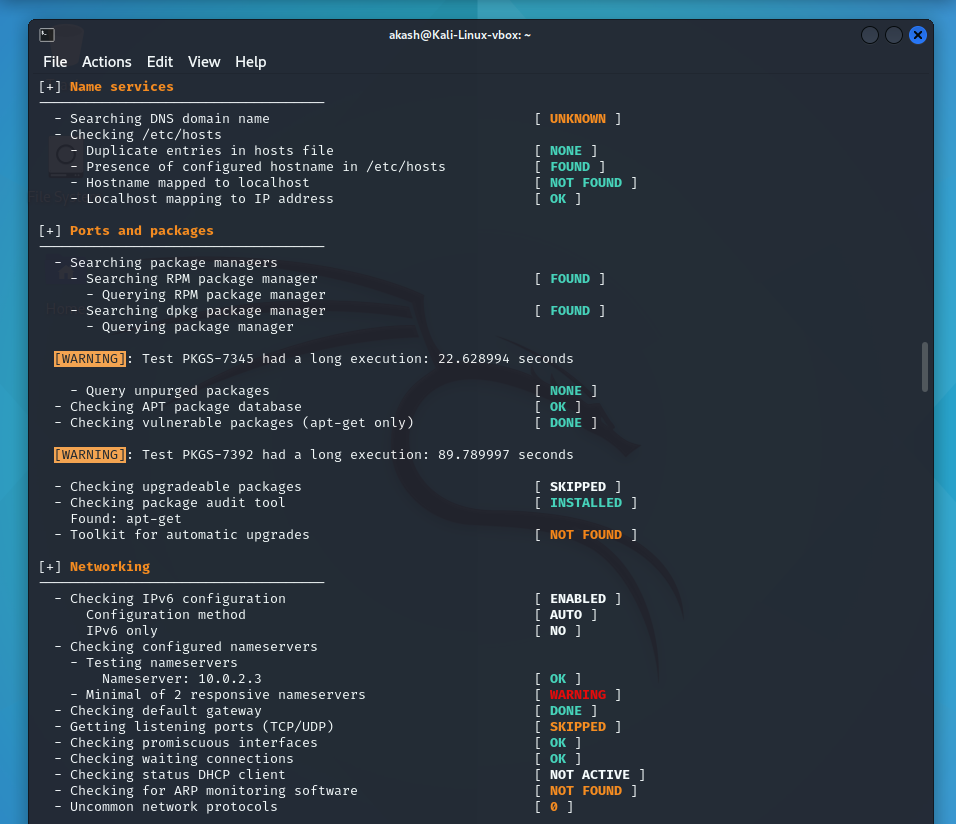 akash@Kali-Linux-vbox: ~
File Actions Edit View Help
[+] Name services
- Searching DNS domain name [ UNKNOWN ]
- Checking /etc/hosts
- Duplicate entries in hosts file [ NONE ]
- Presence of configured hostname in /etc/hosts [ FOUND ]
- Hostname mapped to localhost [ NOT FOUND ]
- Localhost mapping to IP address [ OK ]
[+] Ports and packages
- Searching package managers
- Searching RPM package manager [ FOUND ]
- Querying RPM package manager
- Searching dpkg package manager [ FOUND ]
- Querying package manager
[WARNING]: Test PKGS-7345 had a long execution: 22.628994 seconds
- Query unpurged packages [ NONE ]
- Checking APT package database [ OK ]
- Checking vulnerable packages (apt-get only) [ DONE ]
[WARNING]: Test PKGS-7392 had a long execution: 89.789997 seconds
- Checking upgradeable packages [ SKIPPED ]
- Checking package audit tool [ INSTALLED ]
Found: apt-get
- Toolkit for automatic upgrades [ NOT FOUND ]
[+] Networking
- Checking IPv6 configuration [ ENABLED ]
Configuration method [ AUTO ]
IPv6 only [ NO ]
- Checking configured nameservers
- Testing nameservers
Nameserver: 10.0.2.3 [ OK ]
- Minimal of 2 responsive nameservers [ WARNING ]
- Checking default gateway [ DONE ]
- Getting listening ports (TCP/UDP) [ SKIPPED ]
- Checking promiscuous interfaces [ OK ]
- Checking waiting connections [ OK ]
- Checking status DHCP client [ NOT ACTIVE ]
- Checking for ARP monitoring software [ NOT FOUND ]
- Uncommon network protocols [ 0 ]